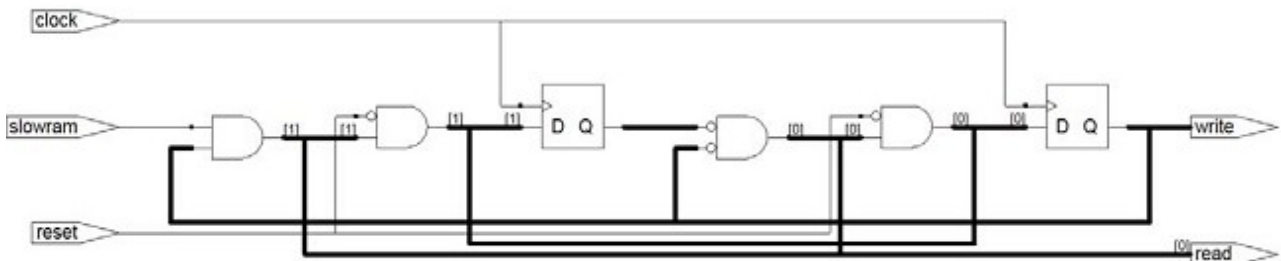 clock
slowram
[1]
[1]
[1]
[1]
D Q
[0]
[0]
[0]
[0]
D Q
write
reset
[0]
read